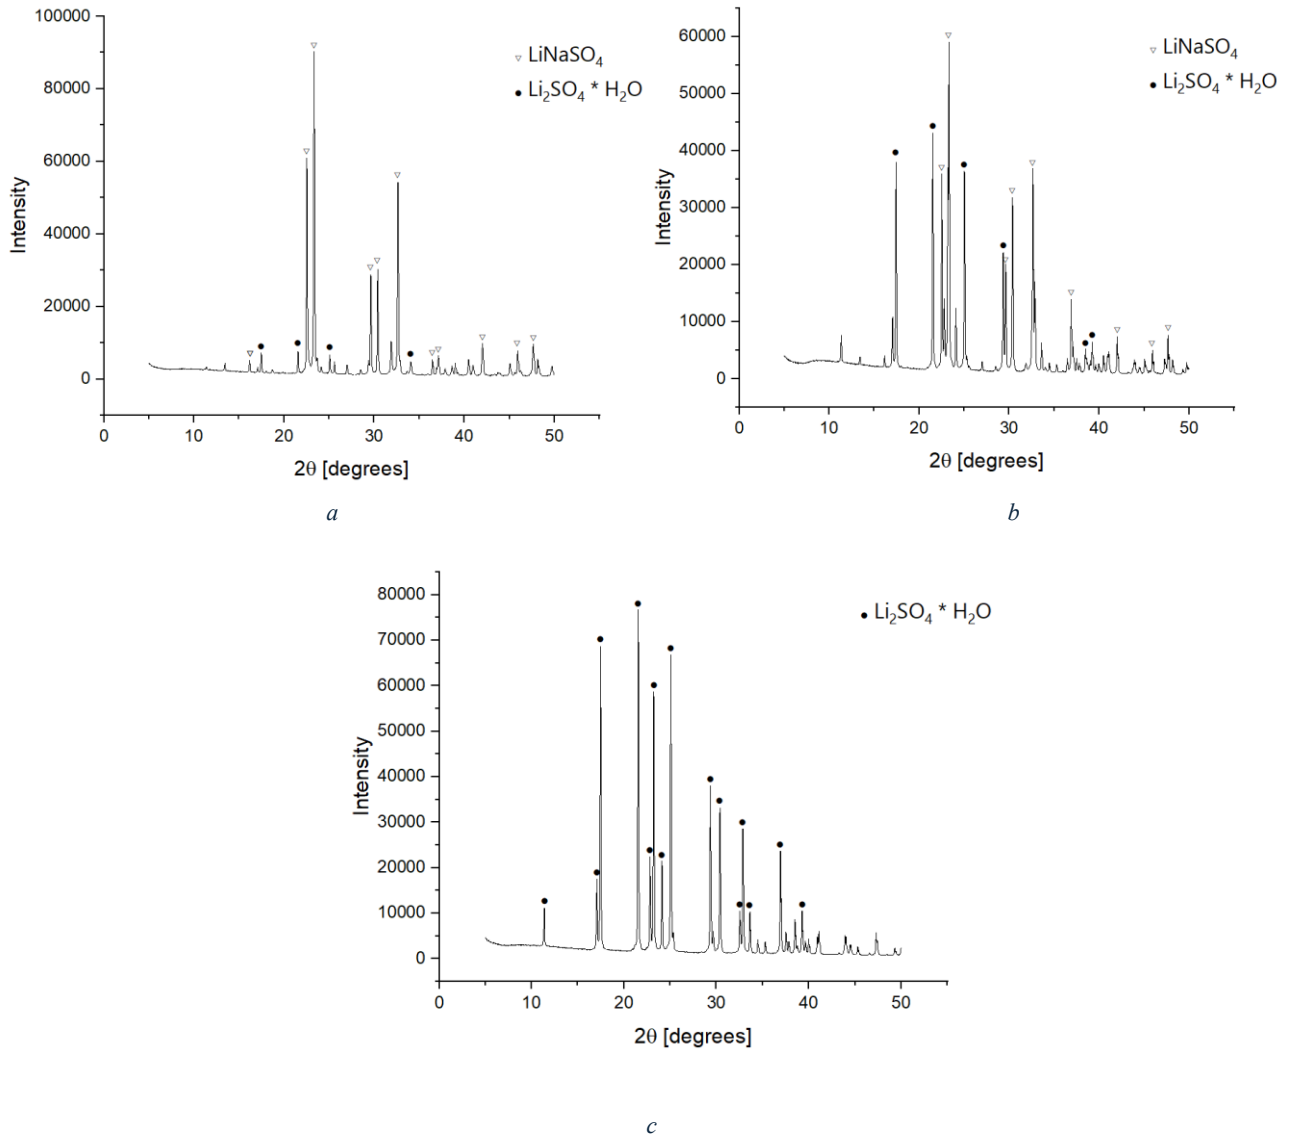 100000
80000
60000
40000
20000
0
0 10 20 30 40 50
Intensity
2θ [degrees]
▿ LiNaSO₄
• Li₂SO₄ * H₂O
a
60000
50000
40000
30000
20000
10000
0
0 10 20 30 40 50
Intensity
2θ [degrees]
▿ LiNaSO₄
• Li₂SO₄ * H₂O
b
80000
70000
60000
50000
40000
30000
20000
10000
0
0 10 20 30 40 50
Intensity
2θ [degrees]
• Li₂SO₄ * H₂O
c